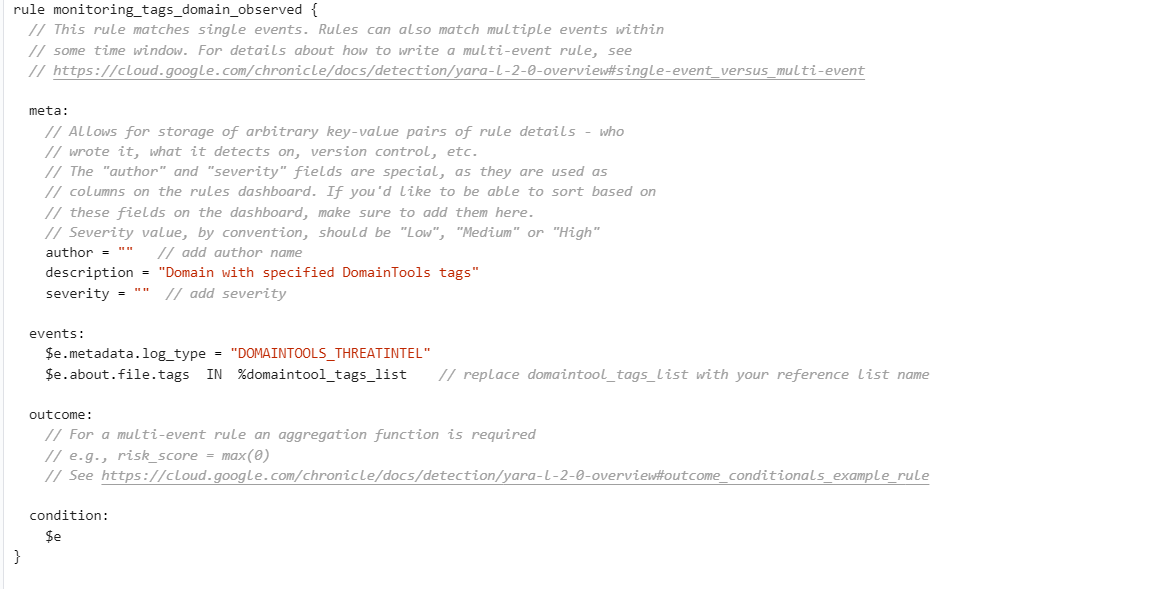 rule monitoring_tags_domain_observed {
// This rule matches single events. Rules can also match multiple events within
// some time window. For details about how to write a multi-event rule, see
// https://cloud.google.com/chronicle/docs/detection/yara-l-2-0-overview#single-event_versus_multi-event
meta:
// Allows for storage of arbitrary key-value pairs of rule details - who
// wrote it, what it detects on, version control, etc.
// The "author" and "severity" fields are special, as they are used as
// columns on the rules dashboard. If you'd like to be able to sort based on
// these fields on the dashboard, make sure to add them here.
// Severity value, by convention, should be "Low", "Medium" or "High"
author = "" // add author name
description = "Domain with specified DomainTools tags"
severity = "" // add severity
events:
$e.metadata.log_type = "DOMAINTOOLS_THREATINTEL"
$e.about.file.tags IN %domaintool_tags_list // replace domaintool_tags_list with your reference list name
outcome:
// For a multi-event rule an aggregation function is required
// e.g., risk_score = max(0)
// See https://cloud.google.com/chronicle/docs/detection/yara-l-2-0-overview#outcome_conditionals_example_rule
condition:
$e
}